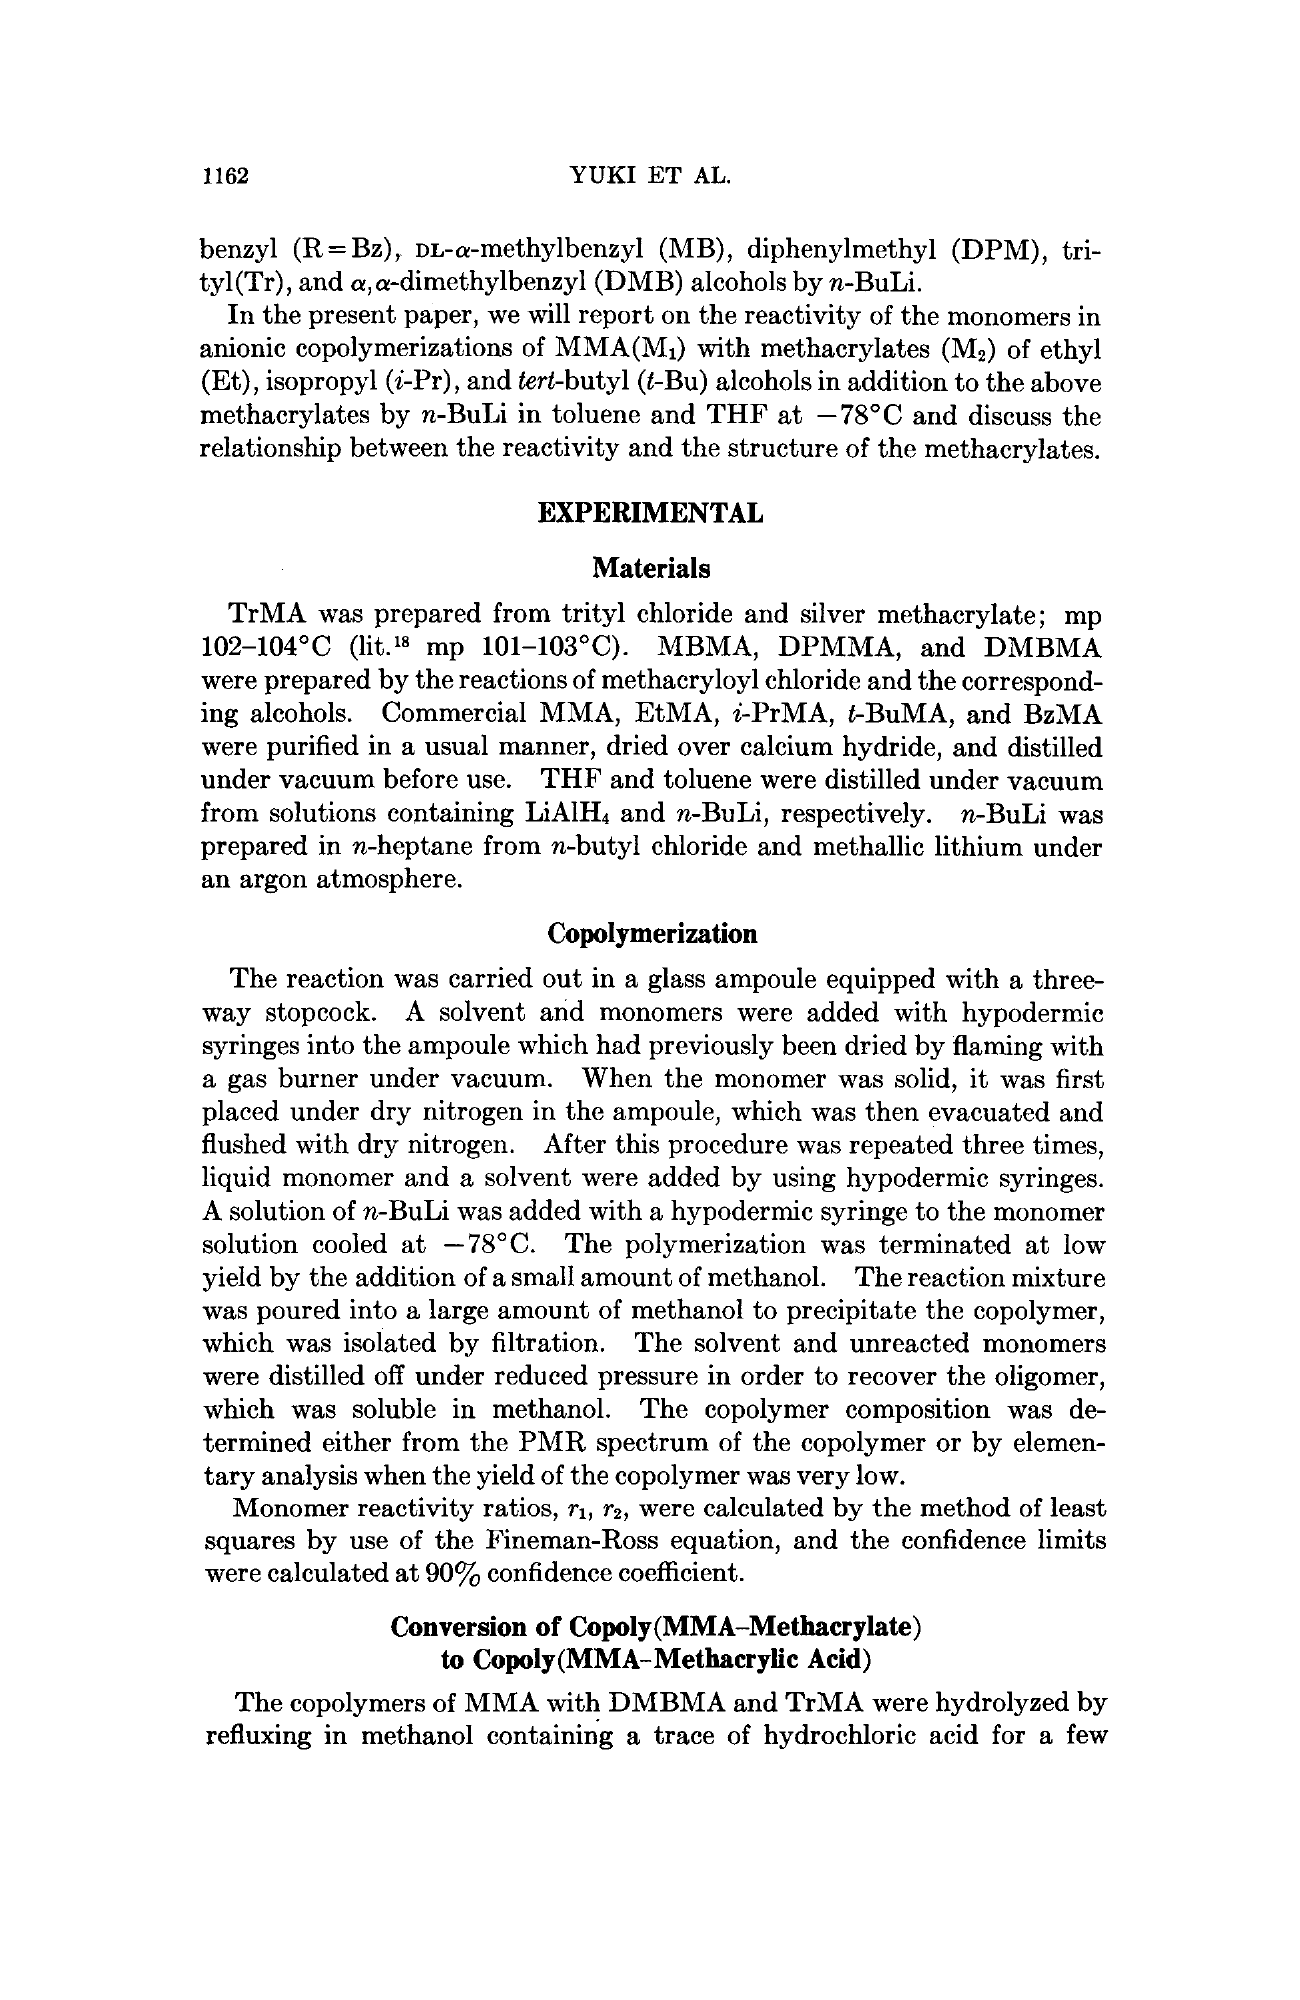 1162 YUKI ET AL.
benzyl (R=Bz), DL-α-methylbenzyl (MB), diphenylmethyl (DPM), tri-
tyl(Tr), and α,α-dimethylbenzyl (DMB) alcohols by n-BuLi.
In the present paper, we will report on the reactivity of the monomers in
anionic copolymerizations of MMA(M₁) with methacrylates (M₂) of ethyl
(Et), isopropyl (i-Pr), and tert-butyl (t-Bu) alcohols in addition to the above
methacrylates by n-BuLi in toluene and THF at −78°C and discuss the
relationship between the reactivity and the structure of the methacrylates.
EXPERIMENTAL
Materials
TrMA was prepared from trityl chloride and silver methacrylate; mp
102–104°C (lit.¹⁸ mp 101–103°C). MBMA, DPMMA, and DMBMA
were prepared by the reactions of methacryloyl chloride and the correspond-
ing alcohols. Commercial MMA, EtMA, i-PrMA, t-BuMA, and BzMA
were purified in a usual manner, dried over calcium hydride, and distilled
under vacuum before use. THF and toluene were distilled under vacuum
from solutions containing LiAlH₄ and n-BuLi, respectively. n-BuLi was
prepared in n-heptane from n-butyl chloride and methallic lithium under
an argon atmosphere.
Copolymerization
The reaction was carried out in a glass ampoule equipped with a three-
way stopcock. A solvent and monomers were added with hypodermic
syringes into the ampoule which had previously been dried by flaming with
a gas burner under vacuum. When the monomer was solid, it was first
placed under dry nitrogen in the ampoule, which was then evacuated and
flushed with dry nitrogen. After this procedure was repeated three times,
liquid monomer and a solvent were added by using hypodermic syringes.
A solution of n-BuLi was added with a hypodermic syringe to the monomer
solution cooled at −78°C. The polymerization was terminated at low
yield by the addition of a small amount of methanol. The reaction mixture
was poured into a large amount of methanol to precipitate the copolymer,
which was isolated by filtration. The solvent and unreacted monomers
were distilled off under reduced pressure in order to recover the oligomer,
which was soluble in methanol. The copolymer composition was de-
termined either from the PMR spectrum of the copolymer or by elemen-
tary analysis when the yield of the copolymer was very low.
Monomer reactivity ratios, r₁, r₂, were calculated by the method of least
squares by use of the Fineman-Ross equation, and the confidence limits
were calculated at 90% confidence coefficient.
Conversion of Copoly(MMA–Methacrylate)
to Copoly(MMA–Methacrylic Acid)
The copolymers of MMA with DMBMA and TrMA were hydrolyzed by
refluxing in methanol containing a trace of hydrochloric acid for a few